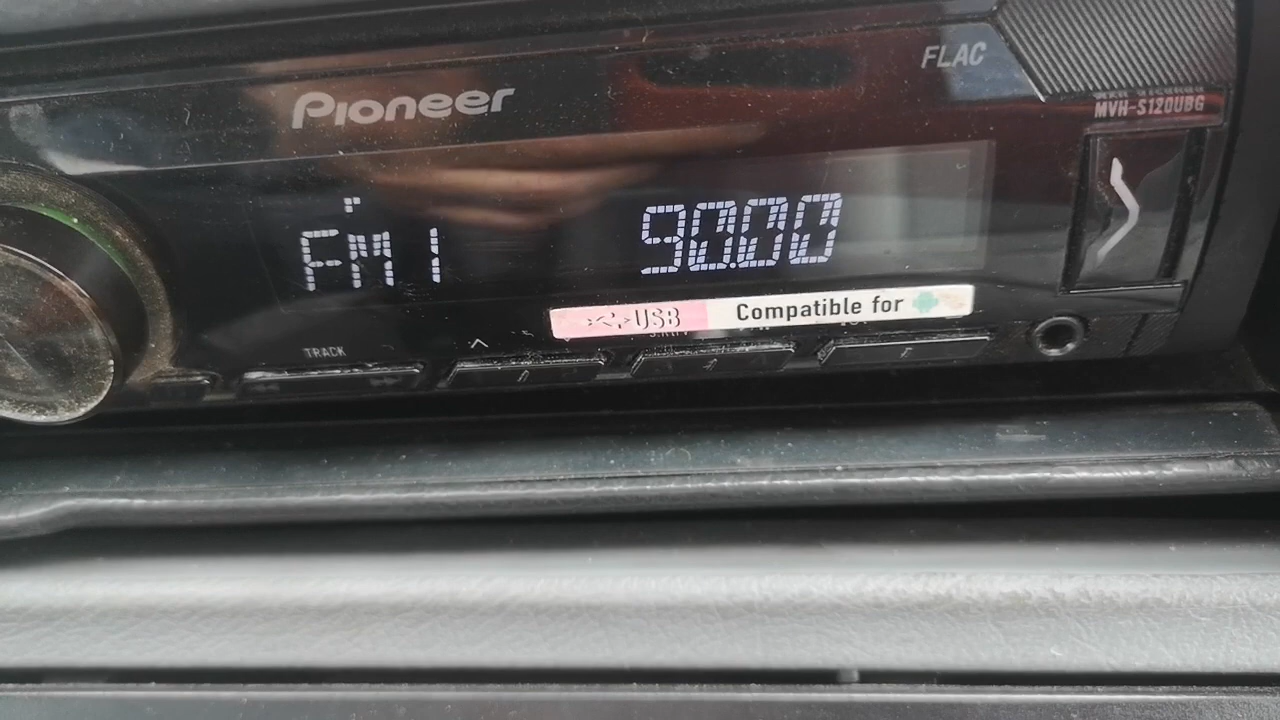 FLAC
Pioneer
MVH-S120UBG
FM1 90.00
USB Compatible for
TRACK